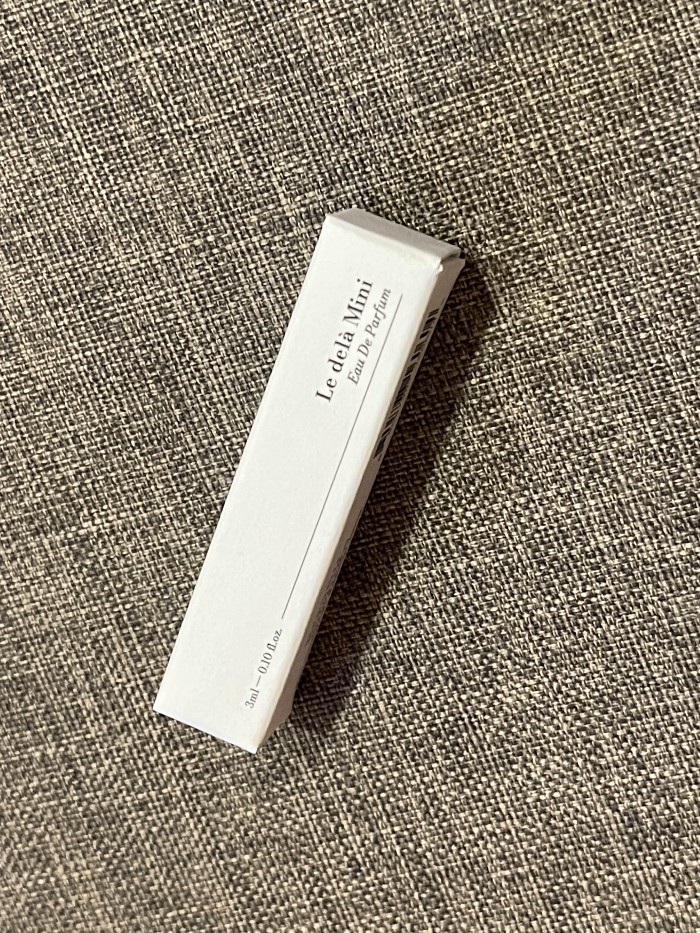 Le delà Mini
Eau De Parfum
3ml — 0.10 fl.oz.